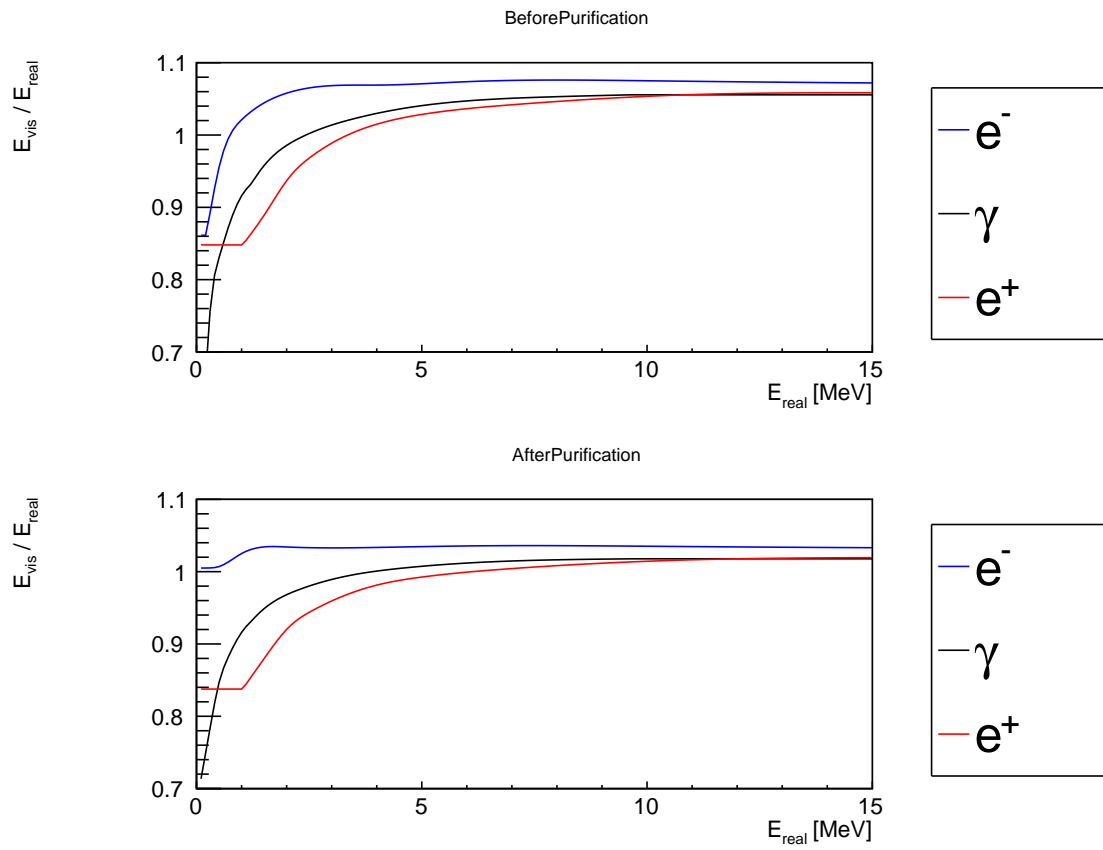 BeforePurification
E_vis / E_real
1.1
1
0.9
0.8
0.7
0 5 10 15
E_real [MeV]
e^-
γ
e^+
AfterPurification
E_vis / E_real
1.1
1
0.9
0.8
0.7
0 5 10 15
E_real [MeV]
e^-
γ
e^+